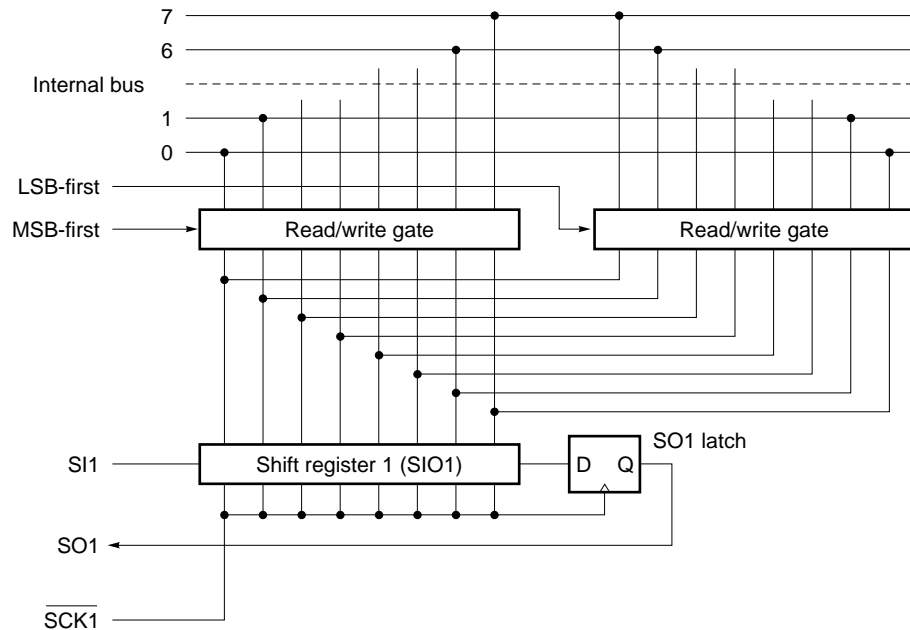 7
6
Internal bus
1
0
LSB-first
MSB-first
Read/write gate
Read/write gate
SO1 latch
SI1
Shift register 1 (SIO1)
D
Q
SO1
SCK1